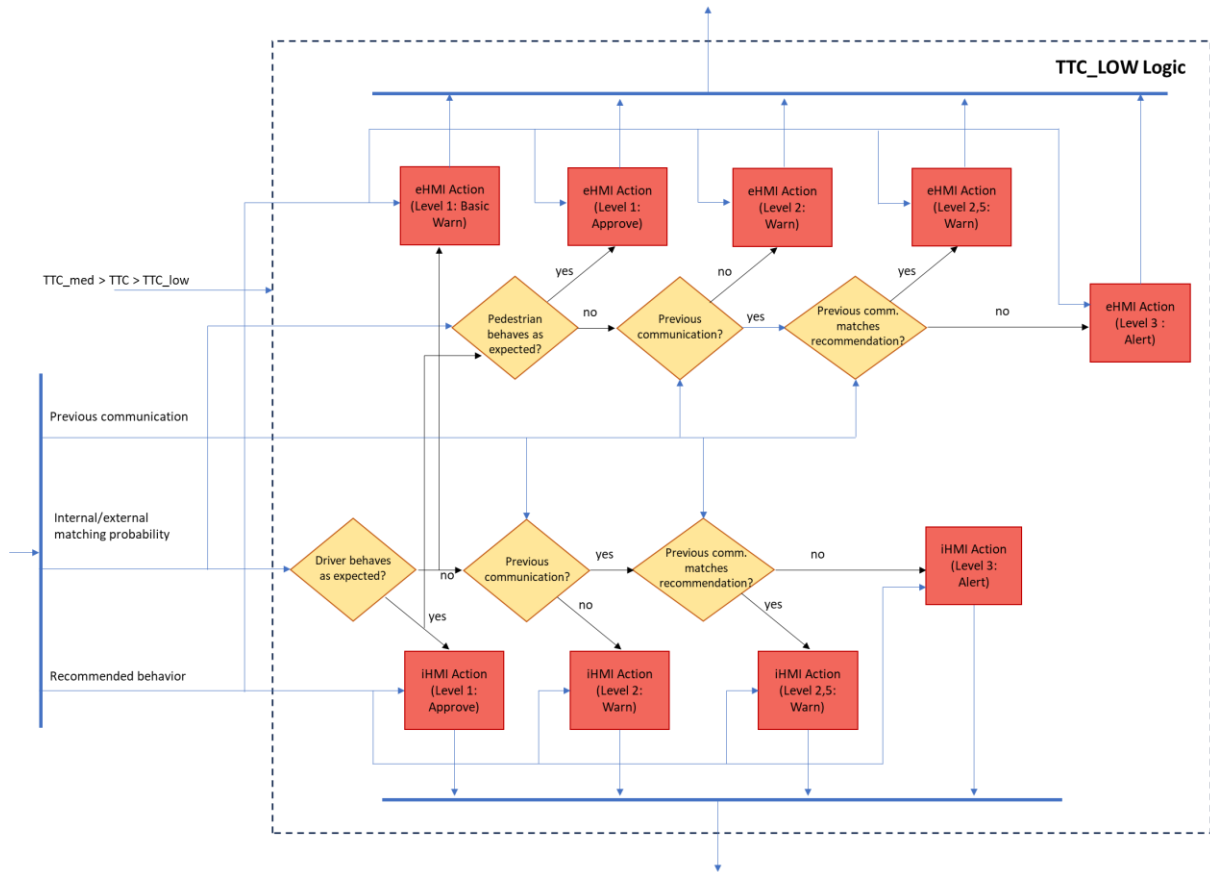 TTC_LOW Logic
eHMI Action
(Level 1: Basic
Warn)
eHMI Action
(Level 1:
Approve)
eHMI Action
(Level 2:
Warn)
eHMI Action
(Level 2,5:
Warn)
yes
no
yes
TTC_med > TTC > TTC_low
Pedestrian
behaves as
expected?
no
Previous
communication?
yes
Previous comm.
matches
recommendation?
no
eHMI Action
(Level 3 :
Alert)
Previous communication
Internal/external
matching probability
Driver behaves
as expected?
no
Previous
communication?
yes
Previous comm.
matches
recommendation?
no
iHMI Action
(Level 3:
Alert)
yes
no
yes
Recommended behavior
iHMI Action
(Level 1:
Approve)
iHMI Action
(Level 2:
Warn)
iHMI Action
(Level 2,5:
Warn)